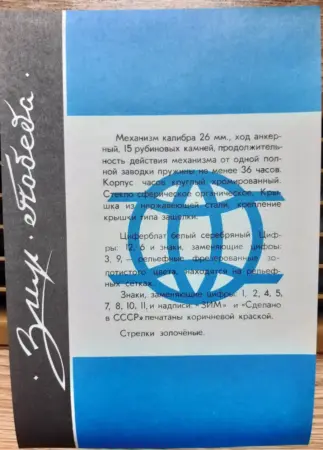 Зиму „Победа"
Механизм калибра 26 мм., ход анкер-
ный, 15 рубиновых камней, продолжитель-
ность действия механизма от одной пол-
ной заводки пружины не менее 36 часов.
Корпус часов круглый хромированный.
Стекло сферическое органическое. Крыш-
ка из нержавеющей стали, крепление
крышки типа защелки.
Циферблат белый серебряный Циф-
ры: 12, 6 и знаки, заменяющие цифры:
3, 9, – рельефные фрезерованные зо-
лотистого цвета, находятся на рельеф-
ных сетках.
Знаки, заменяющие цифры: 1, 2, 4, 5,
7, 8, 10, 11, и надписи: "ЗИМ" и «Сделано
в СССР» печатаны коричневой краской.
Стрелки золочёные.